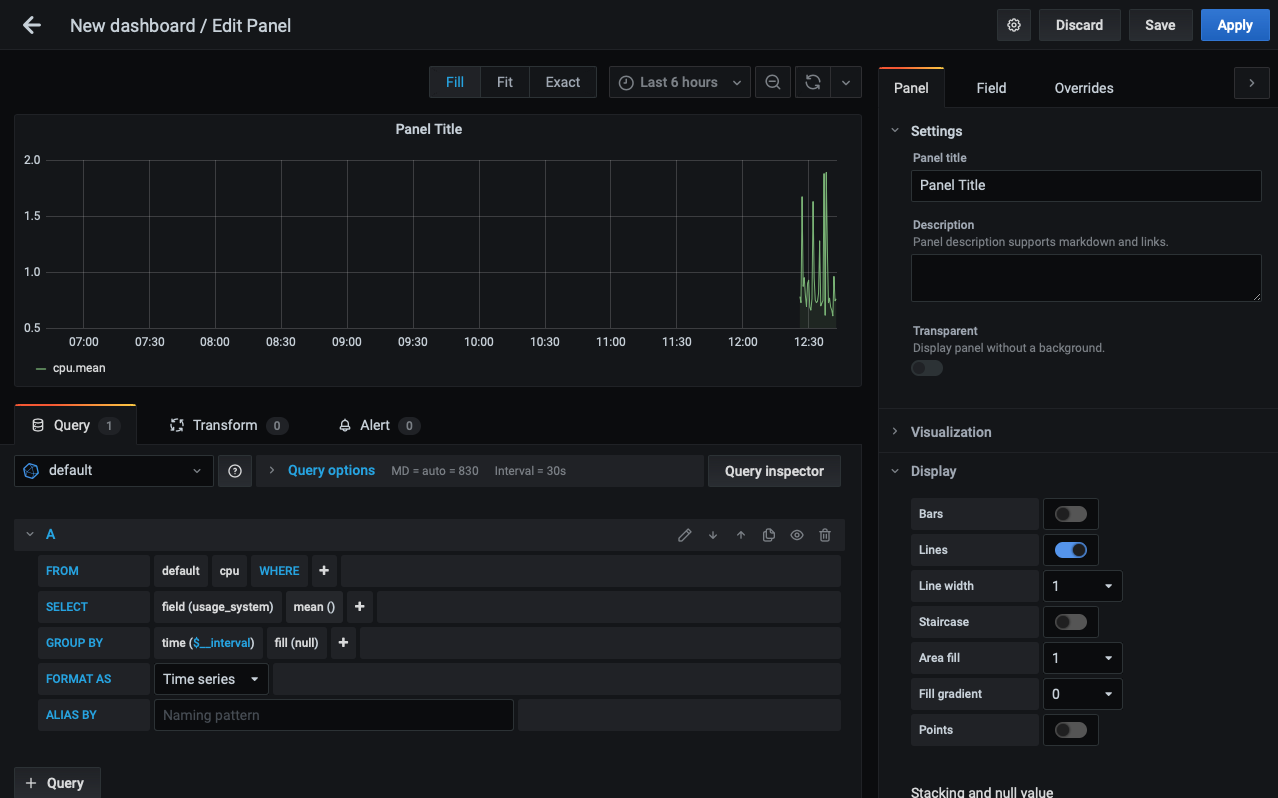 New dashboard / Edit Panel
Discard
Save
Apply
Fill
Fit
Exact
Last 6 hours
Panel Title
2.0
1.5
1.0
0.5
07:00 07:30 08:00 08:30 09:00 09:30 10:00 10:30 11:00 11:30 12:00 12:30
cpu.mean
Query 1
Transform 0
Alert 0
default
Query options MD = auto = 830 Interval = 30s
Query inspector
A
FROM default cpu WHERE +
SELECT field (usage_system) mean () +
GROUP BY time ($__interval) fill (null) +
FORMAT AS Time series
ALIAS BY Naming pattern
+ Query
Panel
Field
Overrides
Settings
Panel title
Panel Title
Description
Panel description supports markdown and links.
Transparent
Display panel without a background.
Visualization
Display
Bars
Lines
Line width 1
Staircase
Area fill 1
Fill gradient 0
Points
Stacking and null value